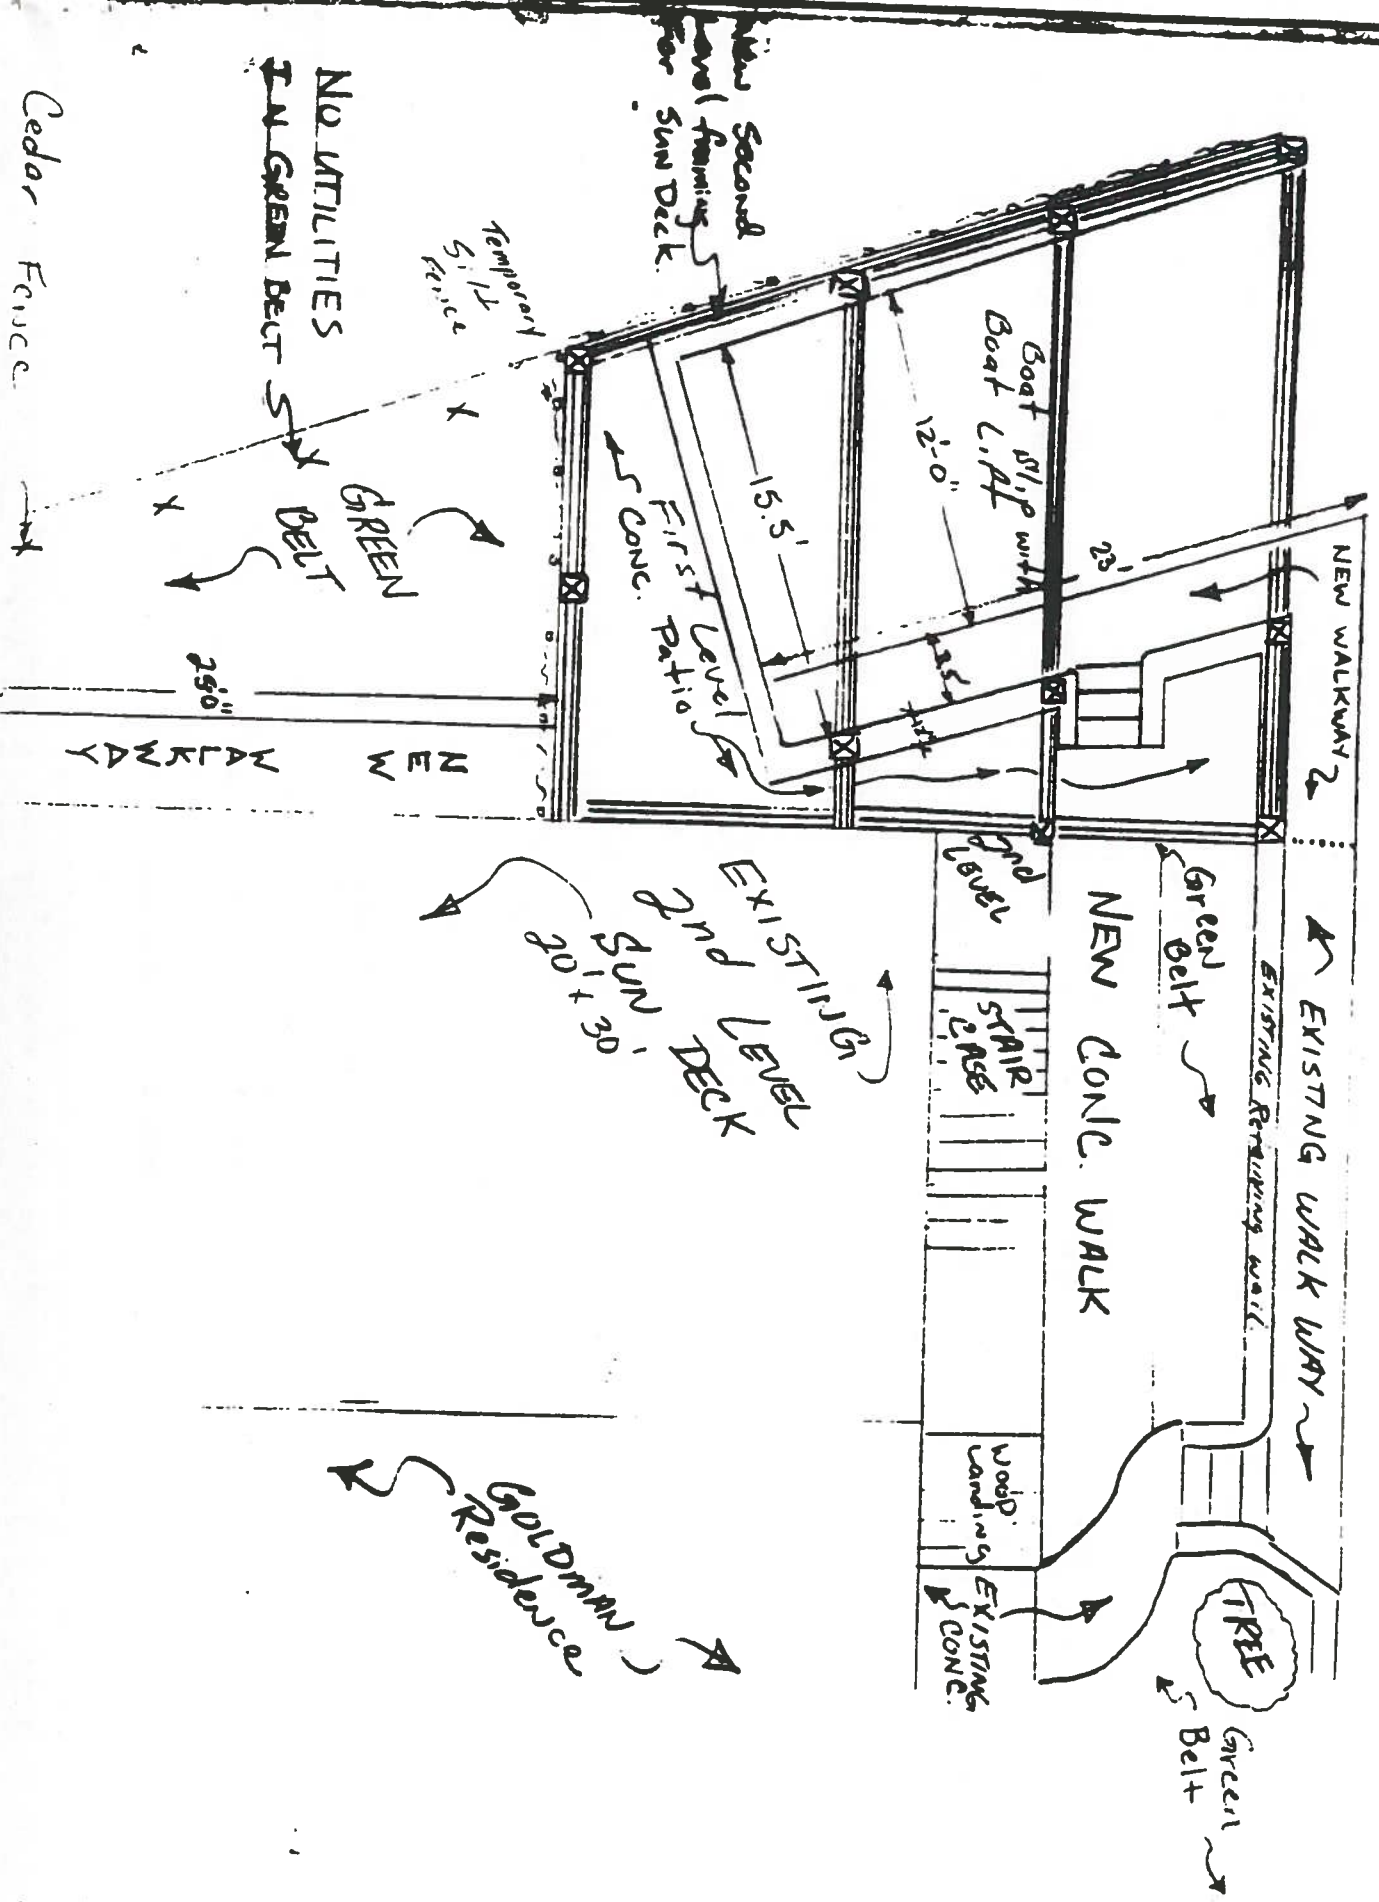 New Second
Level framing
For Sun Deck.
NO UTILITIES
IN GREEN BELTS
Cedar Fence
Temporary
Silt
Fence
Boat Slip with
Boat Lift
12'-0"
15.5'
23'
First Level
CONC. Patio
GREEN
BELT
25'0"
NEW
WALKWAY
NEW WALKWAY
EXISTING WALK WAY
EXISTING Retaining wall
Green
Belt
NEW CONC. WALK
2nd
LEVEL
STAIR
CASE
WOOD
Landing
EXISTING
CONC.
TREE
Green
Belt
EXISTING
2nd LEVEL
SUN DECK
20' + 30'
GOLDMAN
Residence